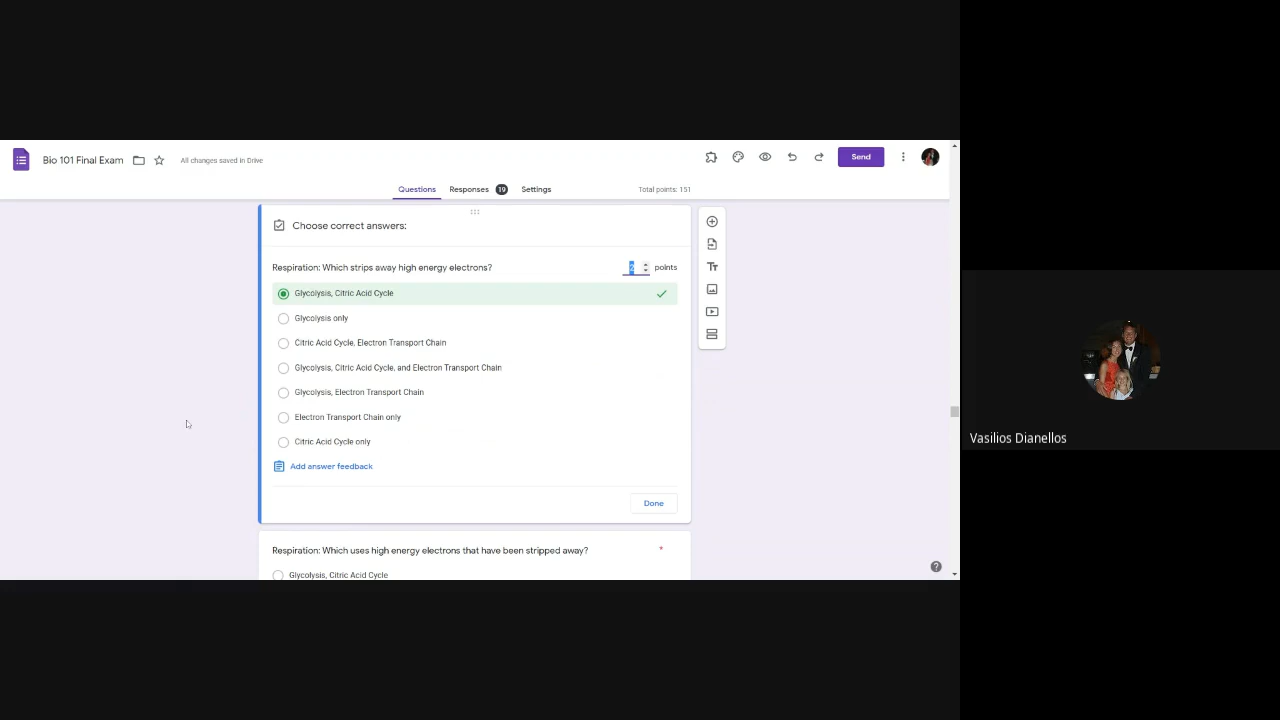 Bio 101 Final Exam
All changes saved in Drive
Send
Questions
Responses 19
Settings
Total points: 151
Choose correct answers:
Respiration: Which strips away high energy electrons?
2 points
Glycolysis, Citric Acid Cycle
Glycolysis only
Citric Acid Cycle, Electron Transport Chain
Glycolysis, Citric Acid Cycle, and Electron Transport Chain
Glycolysis, Electron Transport Chain
Electron Transport Chain only
Citric Acid Cycle only
Add answer feedback
Done
Respiration: Which uses high energy electrons that have been stripped away? *
Glycolysis, Citric Acid Cycle
Tт
Vasilios Dianellos